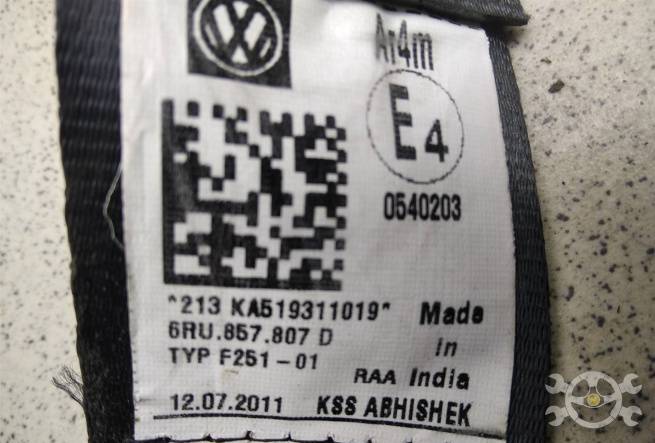 Ar4m
E4
0540203
*213 KA519311019*
6RU.857.807 D
TYP F251-01
Made
in
RAA India
12.07.2011 KSS ABHISHEK